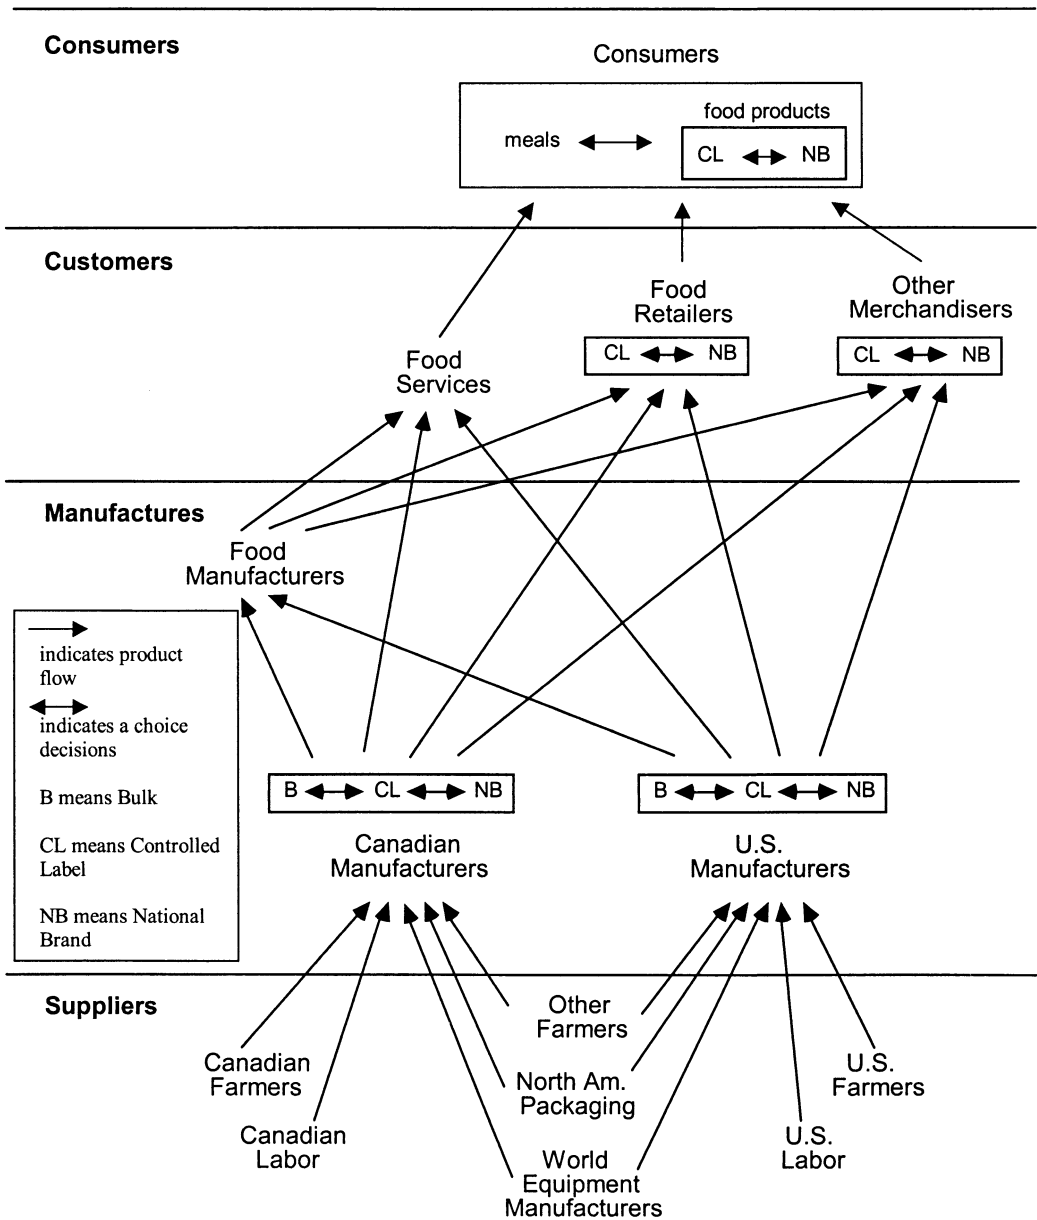 Consumers
Consumers
food products
meals
CL NB
Customers
Food
Retailers
CL NB
Other
Merchandisers
CL NB
Food
Services
Manufactures
Food
Manufacturers
indicates product
flow
indicates a choice
decisions
B means Bulk
CL means Controlled
Label
NB means National
Brand
B CL NB
Canadian
Manufacturers
B CL NB
U.S.
Manufacturers
Suppliers
Other
Farmers
Canadian
Farmers
North Am.
Packaging
U.S.
Farmers
Canadian
Labor
World
Equipment
Manufacturers
U.S.
Labor